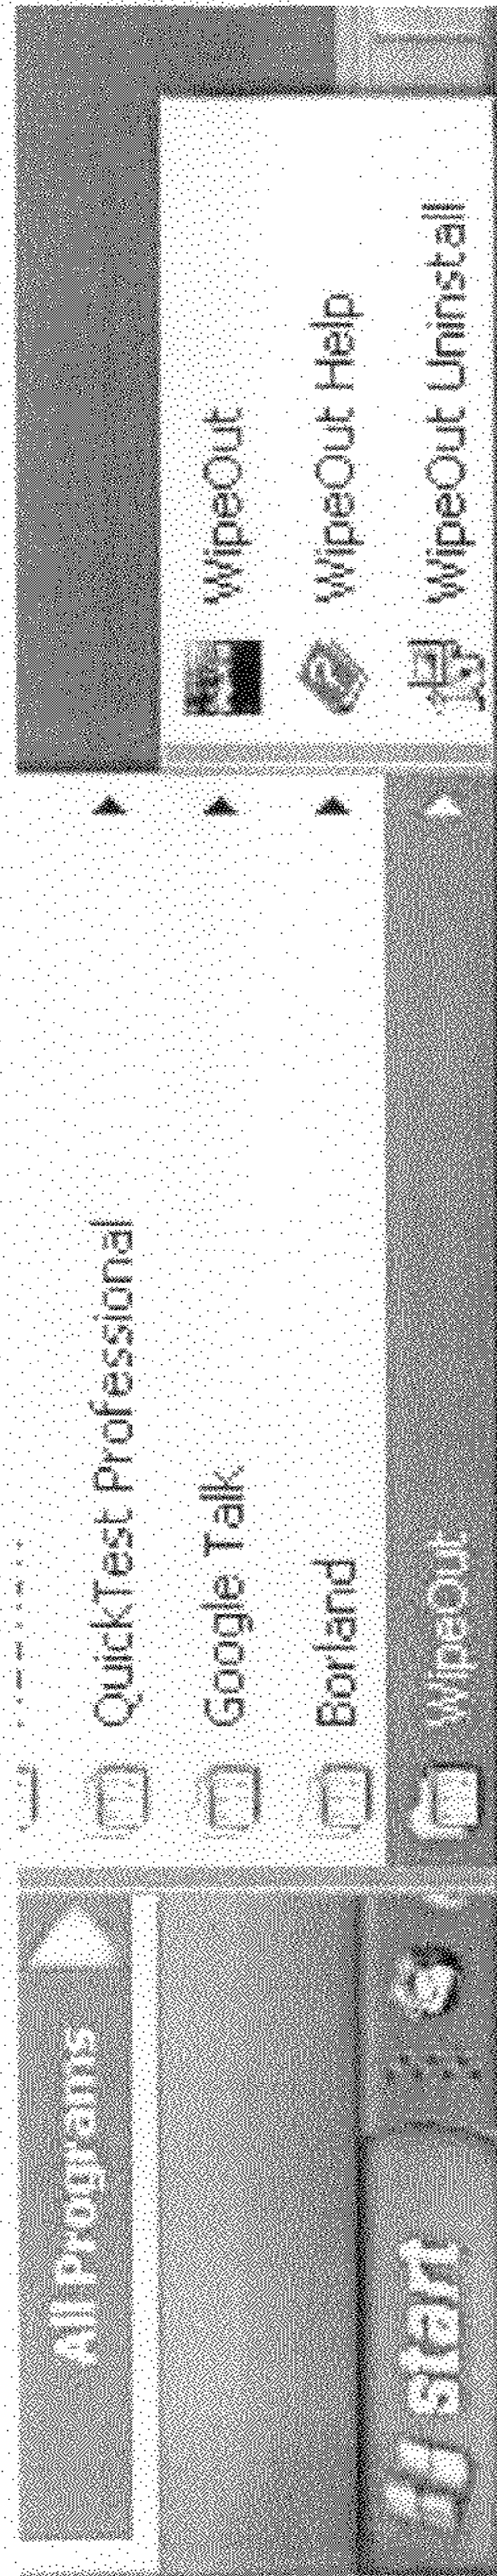 All Programs
start
QuickTest Professional
Google Talk
Borland
WipeOut
WipeOut
WipeOut Help
WipeOut Uninstall